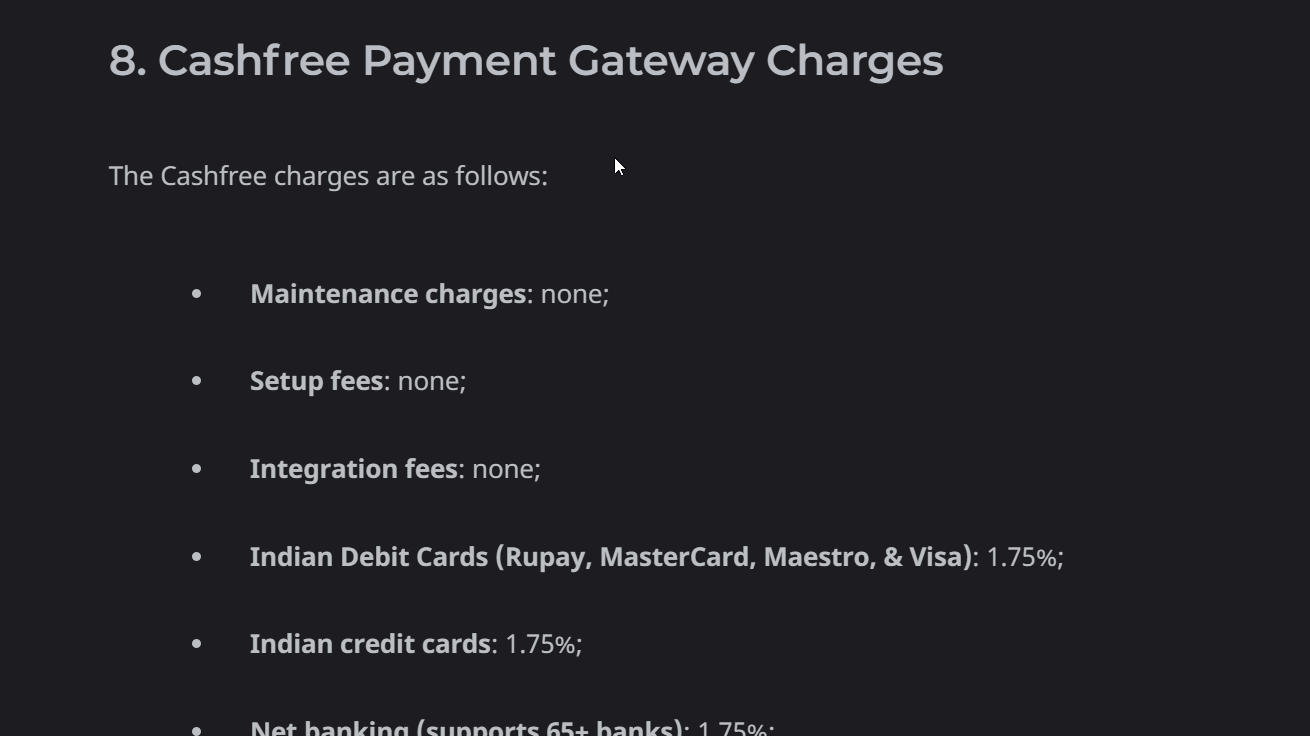 8. Cashfree Payment Gateway Charges
The Cashfree charges are as follows:
• Maintenance charges: none;
• Setup fees: none;
• Integration fees: none;
• Indian Debit Cards (Rupay, MasterCard, Maestro, & Visa): 1.75%;
• Indian credit cards: 1.75%;
• Net banking (supports 65+ banks): 1.75%;